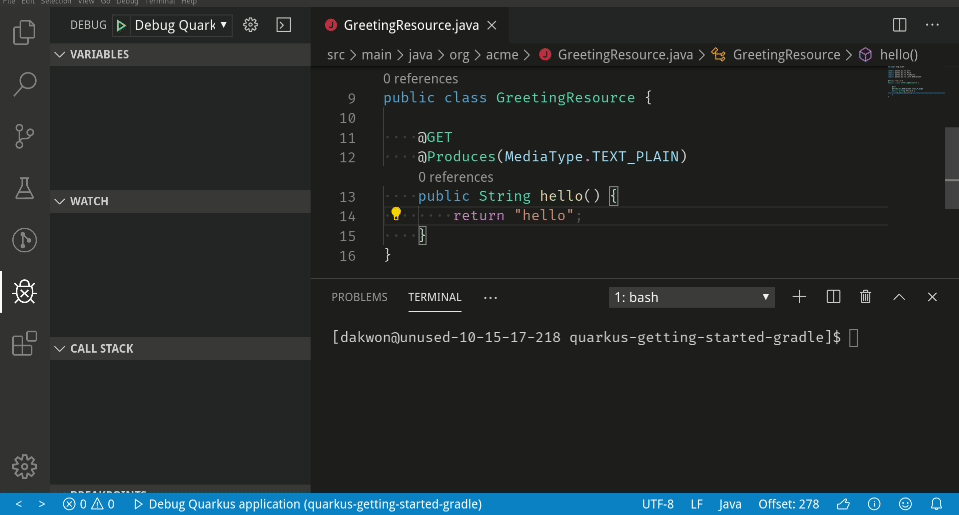 File Edit Selection View Go Debug Terminal Help
DEBUG Debug Quark
GreetingResource.java
src > main > java > org > acme > GreetingResource.java > GreetingResource > hello()
VARIABLES
WATCH
CALL STACK
BREAKPOINTS
0 references
9 public class GreetingResource {
10
11 ····@GET
12 ····@Produces(MediaType.TEXT_PLAIN)
0 references
13 ····public String hello() {
14 ········return "hello";
15 ····}
16 }
PROBLEMS TERMINAL ···
1: bash
[dakwon@unused-10-15-17-218 quarkus-getting-started-gradle]$
< > 0 0 Debug Quarkus application (quarkus-getting-started-gradle)
UTF-8 LF Java Offset: 278